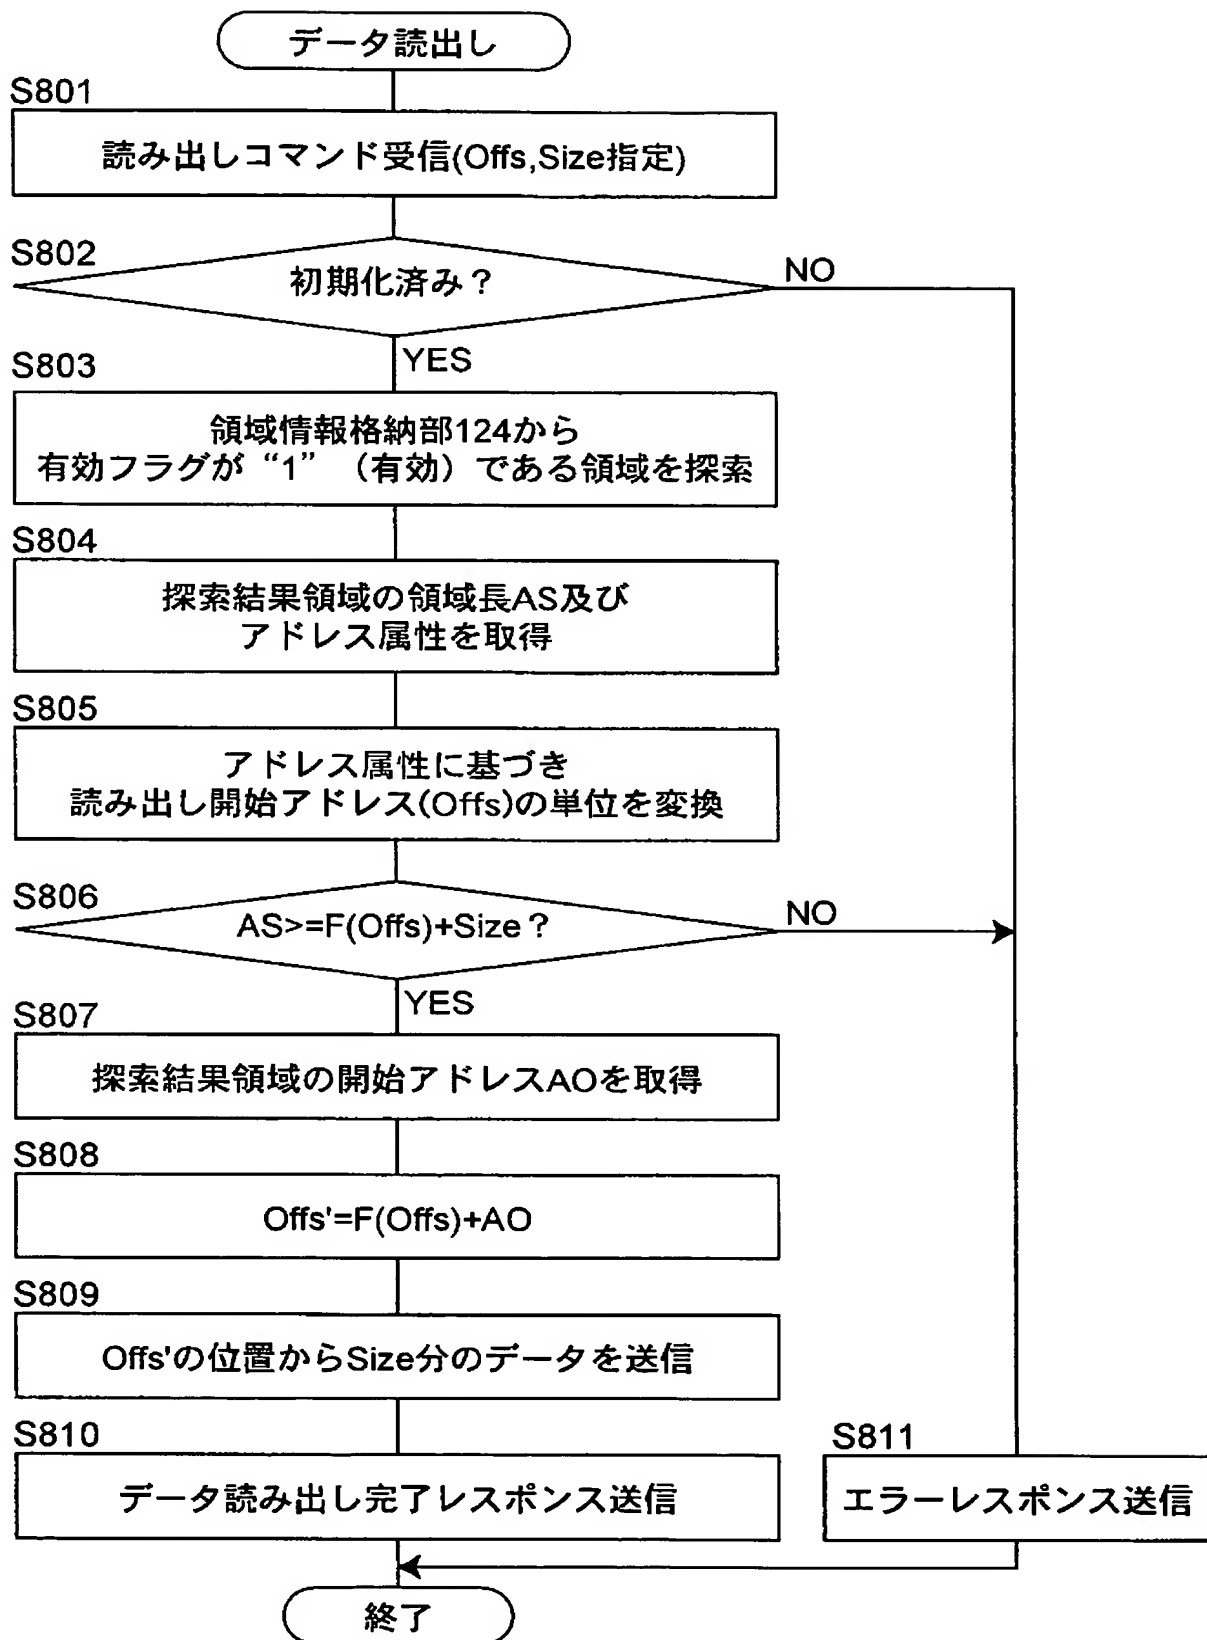 データ読出し
S801
読み出しコマンド受信(Offs,Size指定)
S802
初期化済み？
NO
YES
S803
領域情報格納部124から
有効フラグが“1”（有効）である領域を探索
S804
探索結果領域の領域長AS及び
アドレス属性を取得
S805
アドレス属性に基づき
読み出し開始アドレス(Offs)の単位を変換
S806
AS>=F(Offs)+Size？
NO
YES
S807
探索結果領域の開始アドレスAOを取得
S808
Offs'=F(Offs)+AO
S809
Offs'の位置からSize分のデータを送信
S810
データ読み出し完了レスポンス送信
S811
エラーレスポンス送信
終了